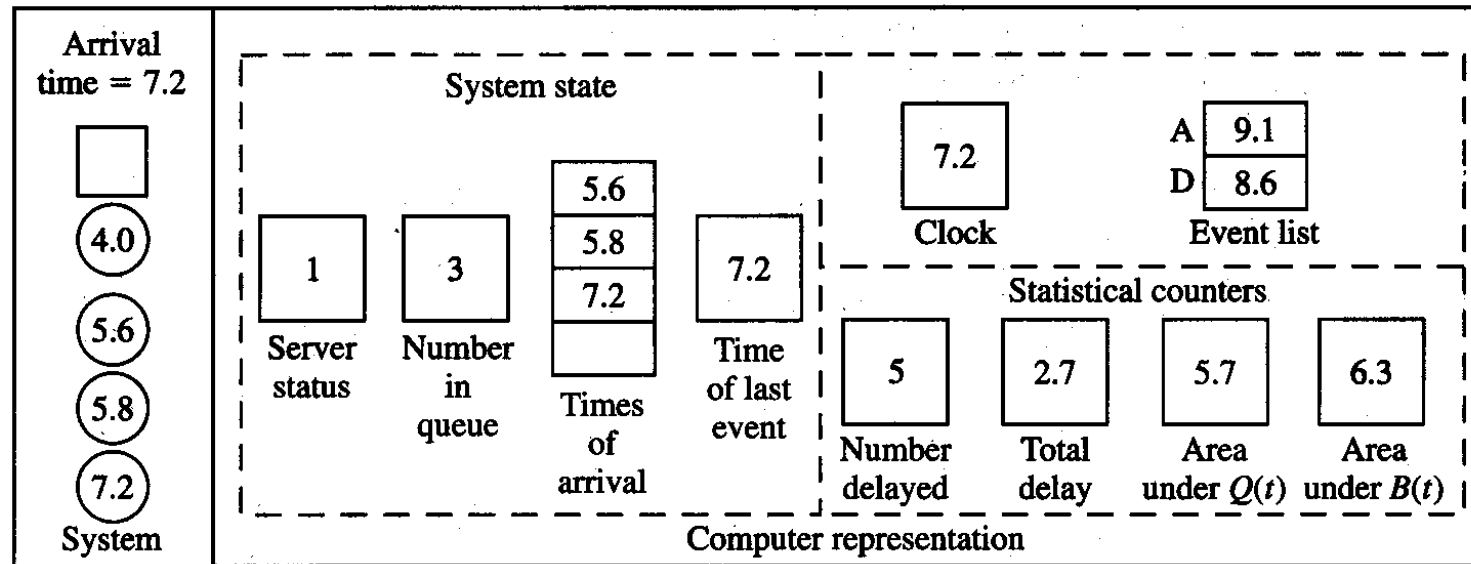 Arrival
time = 7.2
4.0
5.6
5.8
7.2
System
System state
1
Server
status
3
Number
in
queue
5.6
5.8
7.2
Times
of
arrival
7.2
Time
of last
event
7.2
Clock
A 9.1
D 8.6
Event list
Statistical counters
5
Number
delayed
2.7
Total
delay
5.7
Area
under Q(t)
6.3
Area
under B(t)
Computer representation